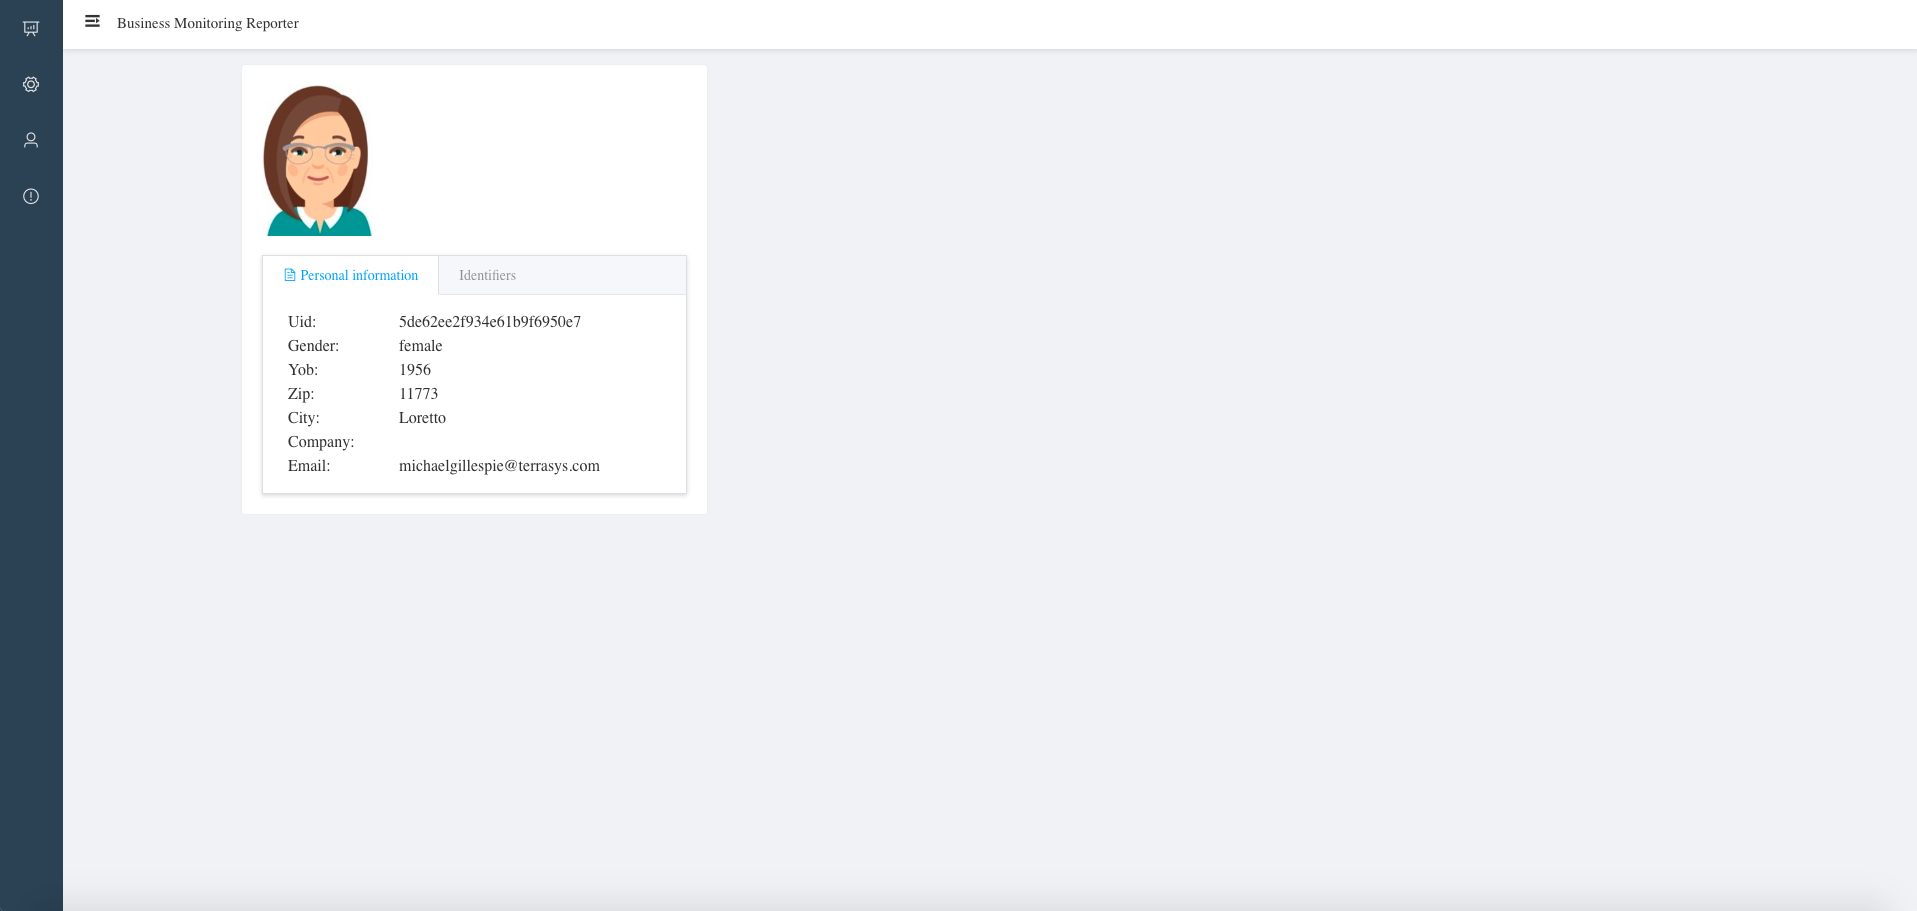 Business Monitoring Reporter
Personal information
Identifiers
Uid: 5de62ee2f934e61b9f6950e7
Gender: female
Yob: 1956
Zip: 11773
City: Loretto
Company:
Email: michaelgillespie@terrasys.com